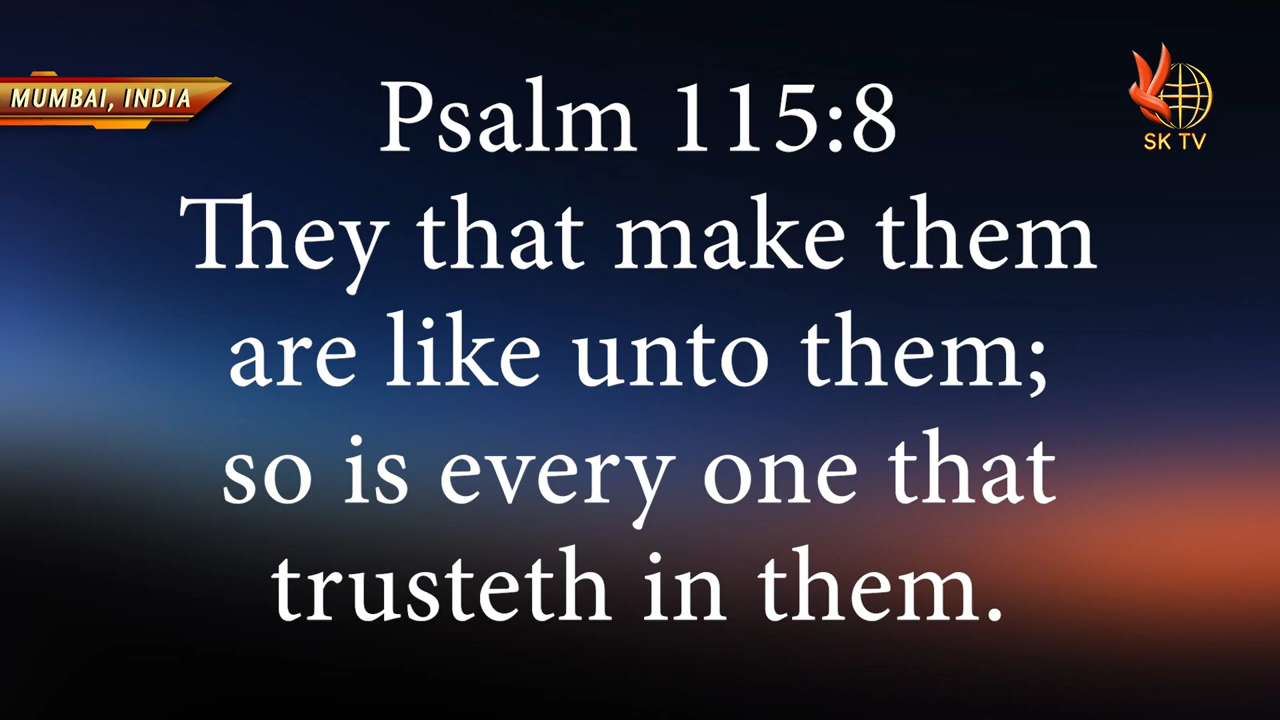 MUMBAI, INDIA
SK TV
Psalm 115:8
They that make them
are like unto them;
so is every one that
trusteth in them.